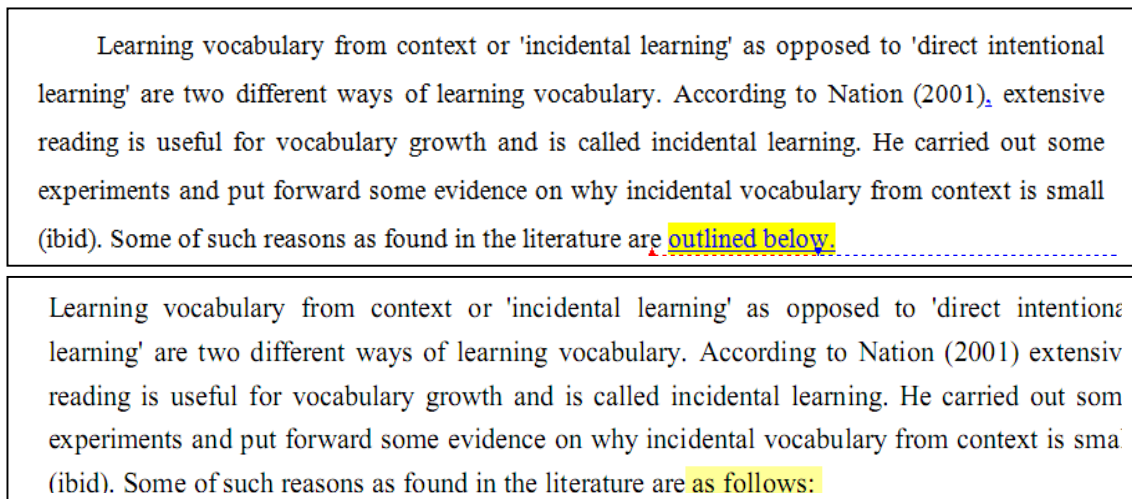 Learning vocabulary from context or 'incidental learning' as opposed to 'direct intentional
learning' are two different ways of learning vocabulary. According to Nation (2001), extensive
reading is useful for vocabulary growth and is called incidental learning. He carried out some
experiments and put forward some evidence on why incidental vocabulary from context is small
(ibid). Some of such reasons as found in the literature are outlined below.
Learning vocabulary from context or 'incidental learning' as opposed to 'direct intentiona
learning' are two different ways of learning vocabulary. According to Nation (2001) extensiv
reading is useful for vocabulary growth and is called incidental learning. He carried out som
experiments and put forward some evidence on why incidental vocabulary from context is smal
(ibid). Some of such reasons as found in the literature are as follows: